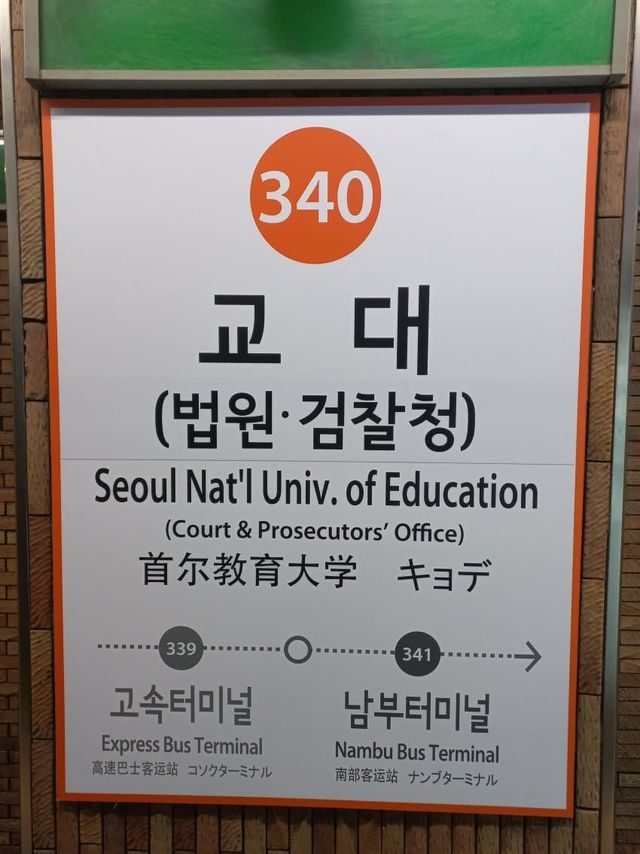 340
교 대
(법원·검찰청)
Seoul Nat'l Univ. of Education
(Court & Prosecutors' Office)
首尔教育大学 キョデ
339 341
고속터미널 남부터미널
Express Bus Terminal Nambu Bus Terminal
高速巴士客运站 コソクターミナル 南部客运站 ナンブターミナル